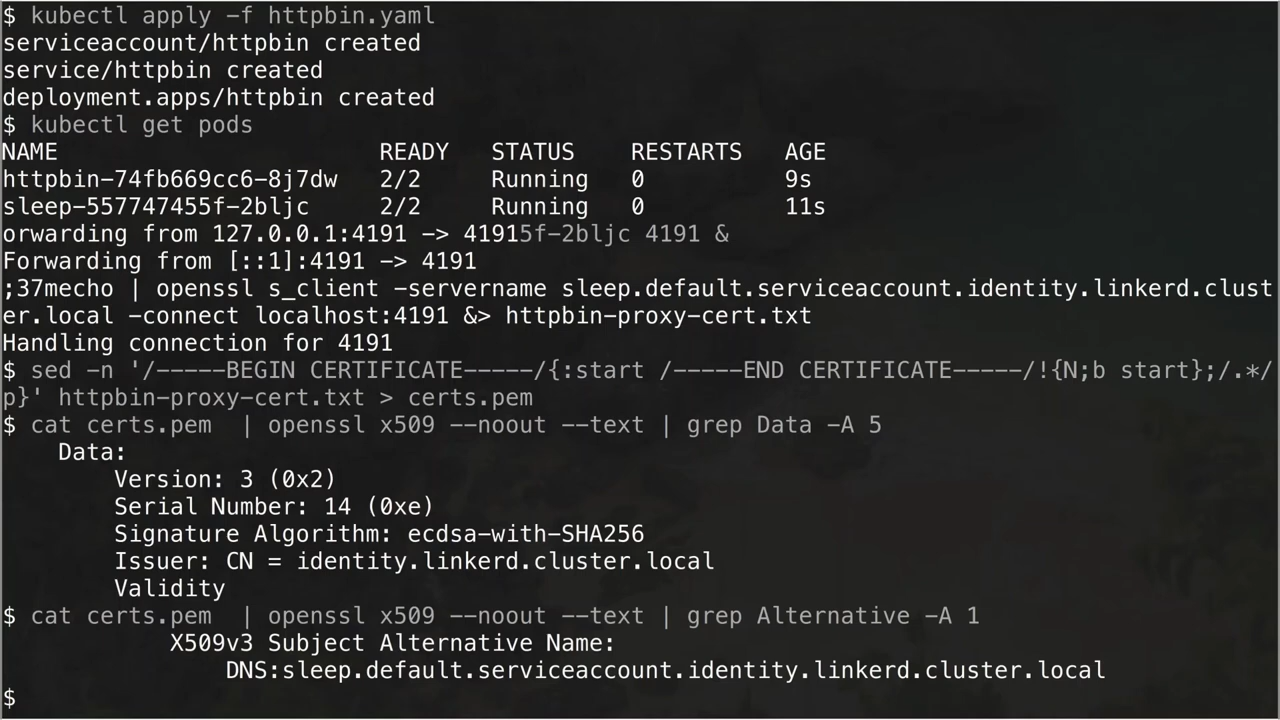 $ kubectl apply -f httpbin.yaml
serviceaccount/httpbin created
service/httpbin created
deployment.apps/httpbin created
$ kubectl get pods
NAME                       READY   STATUS    RESTARTS   AGE
httpbin-74fb669cc6-8j7dw   2/2     Running   0          9s
sleep-557747455f-2bljc     2/2     Running   0          11s
orwarding from 127.0.0.1:4191 -> 41915f-2bljc 4191 &
Forwarding from [::1]:4191 -> 4191
;37mecho | openssl s_client -servername sleep.default.serviceaccount.identity.linkerd.clust
er.local -connect localhost:4191 &> httpbin-proxy-cert.txt
Handling connection for 4191
$ sed -n '/-----BEGIN CERTIFICATE-----/{:start /-----END CERTIFICATE-----/!{N;b start};/.*/
p}' httpbin-proxy-cert.txt > certs.pem
$ cat certs.pem  | openssl x509 --noout --text | grep Data -A 5
    Data:
        Version: 3 (0x2)
        Serial Number: 14 (0xe)
        Signature Algorithm: ecdsa-with-SHA256
        Issuer: CN = identity.linkerd.cluster.local
        Validity
$ cat certs.pem  | openssl x509 --noout --text | grep Alternative -A 1
            X509v3 Subject Alternative Name:
                DNS:sleep.default.serviceaccount.identity.linkerd.cluster.local
$